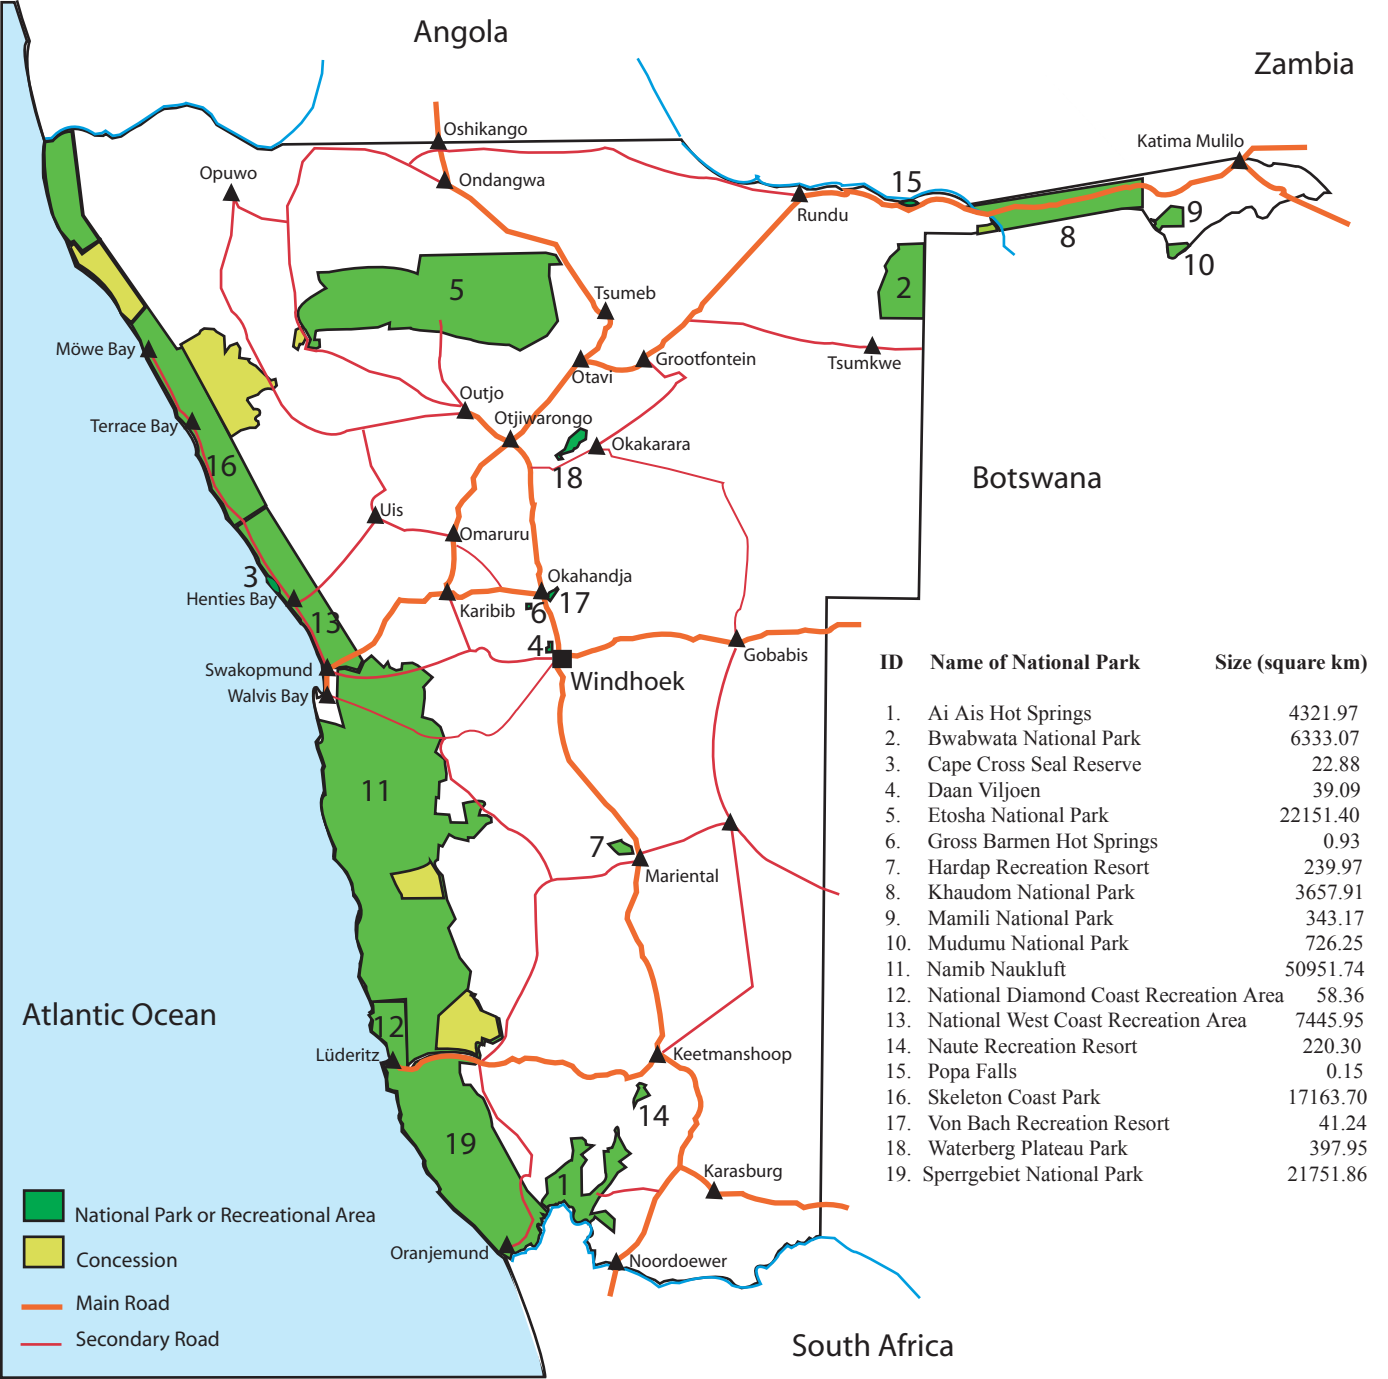 Angola
Zambia
Oshikango
Katima Mulilo
Opuwo
Ondangwa
15
Rundu
9
8
10
5
2
Tsumeb
Möwe Bay
Grootfontein
Tsumkwe
Otavi
Outjo
Otjiwarongo
Terrace Bay
Okakarara
16
18
Botswana
Uis
Omaruru
3
Okahandja
Henties Bay
6
17
Karibib
13
4
Gobabis
Swakopmund
Windhoek
Walvis Bay
11
7
Mariental
Atlantic Ocean
12
Lüderitz
Keetmanshoop
14
19
Karasburg
1
Oranjemund
Noordoewer
South Africa
ID Name of National Park Size (square km)
1. Ai Ais Hot Springs 4321.97
2. Bwabwata National Park 6333.07
3. Cape Cross Seal Reserve 22.88
4. Daan Viljoen 39.09
5. Etosha National Park 22151.40
6. Gross Barmen Hot Springs 0.93
7. Hardap Recreation Resort 239.97
8. Khaudom National Park 3657.91
9. Mamili National Park 343.17
10. Mudumu National Park 726.25
11. Namib Naukluft 50951.74
12. National Diamond Coast Recreation Area 58.36
13. National West Coast Recreation Area 7445.95
14. Naute Recreation Resort 220.30
15. Popa Falls 0.15
16. Skeleton Coast Park 17163.70
17. Von Bach Recreation Resort 41.24
18. Waterberg Plateau Park 397.95
19. Sperrgebiet National Park 21751.86
National Park or Recreational Area
Concession
Main Road
Secondary Road